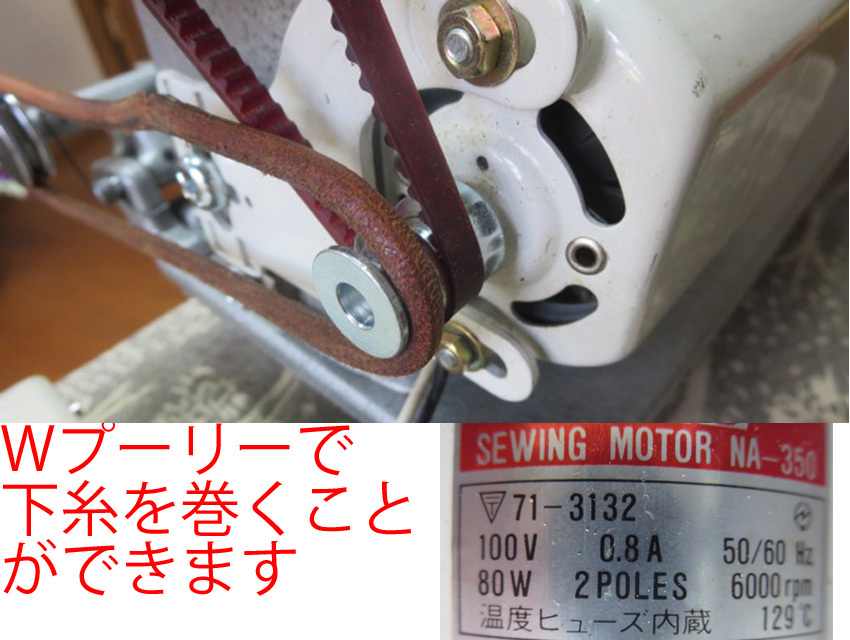 Wプーリーで
下糸を巻くこと
ができます
SEWING MOTOR NA-350
71-3132
100V 0.8A 50/60 Hz
80W 2POLES 6000rpm
温度ヒューズ内蔵 129℃